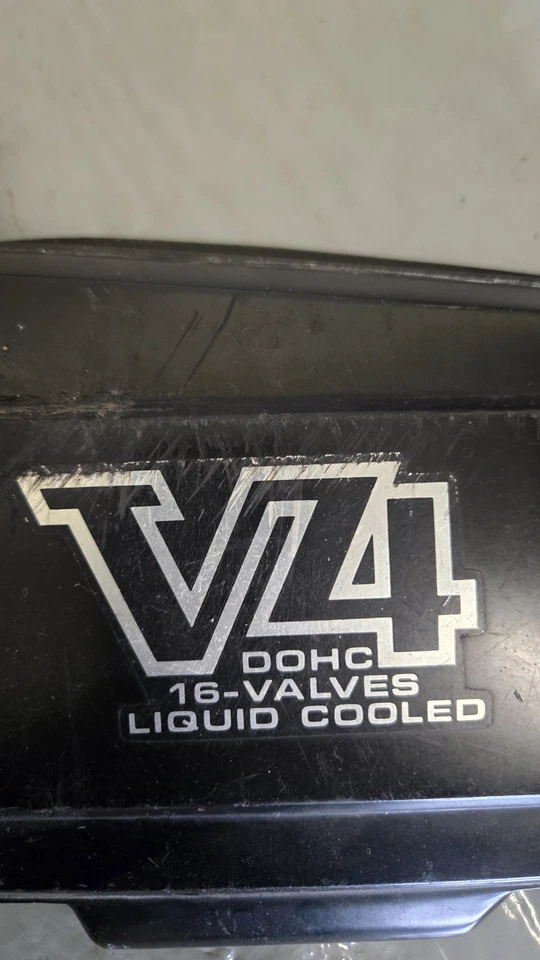 V4
DOHC
16-VALVES
LIQUID COOLED